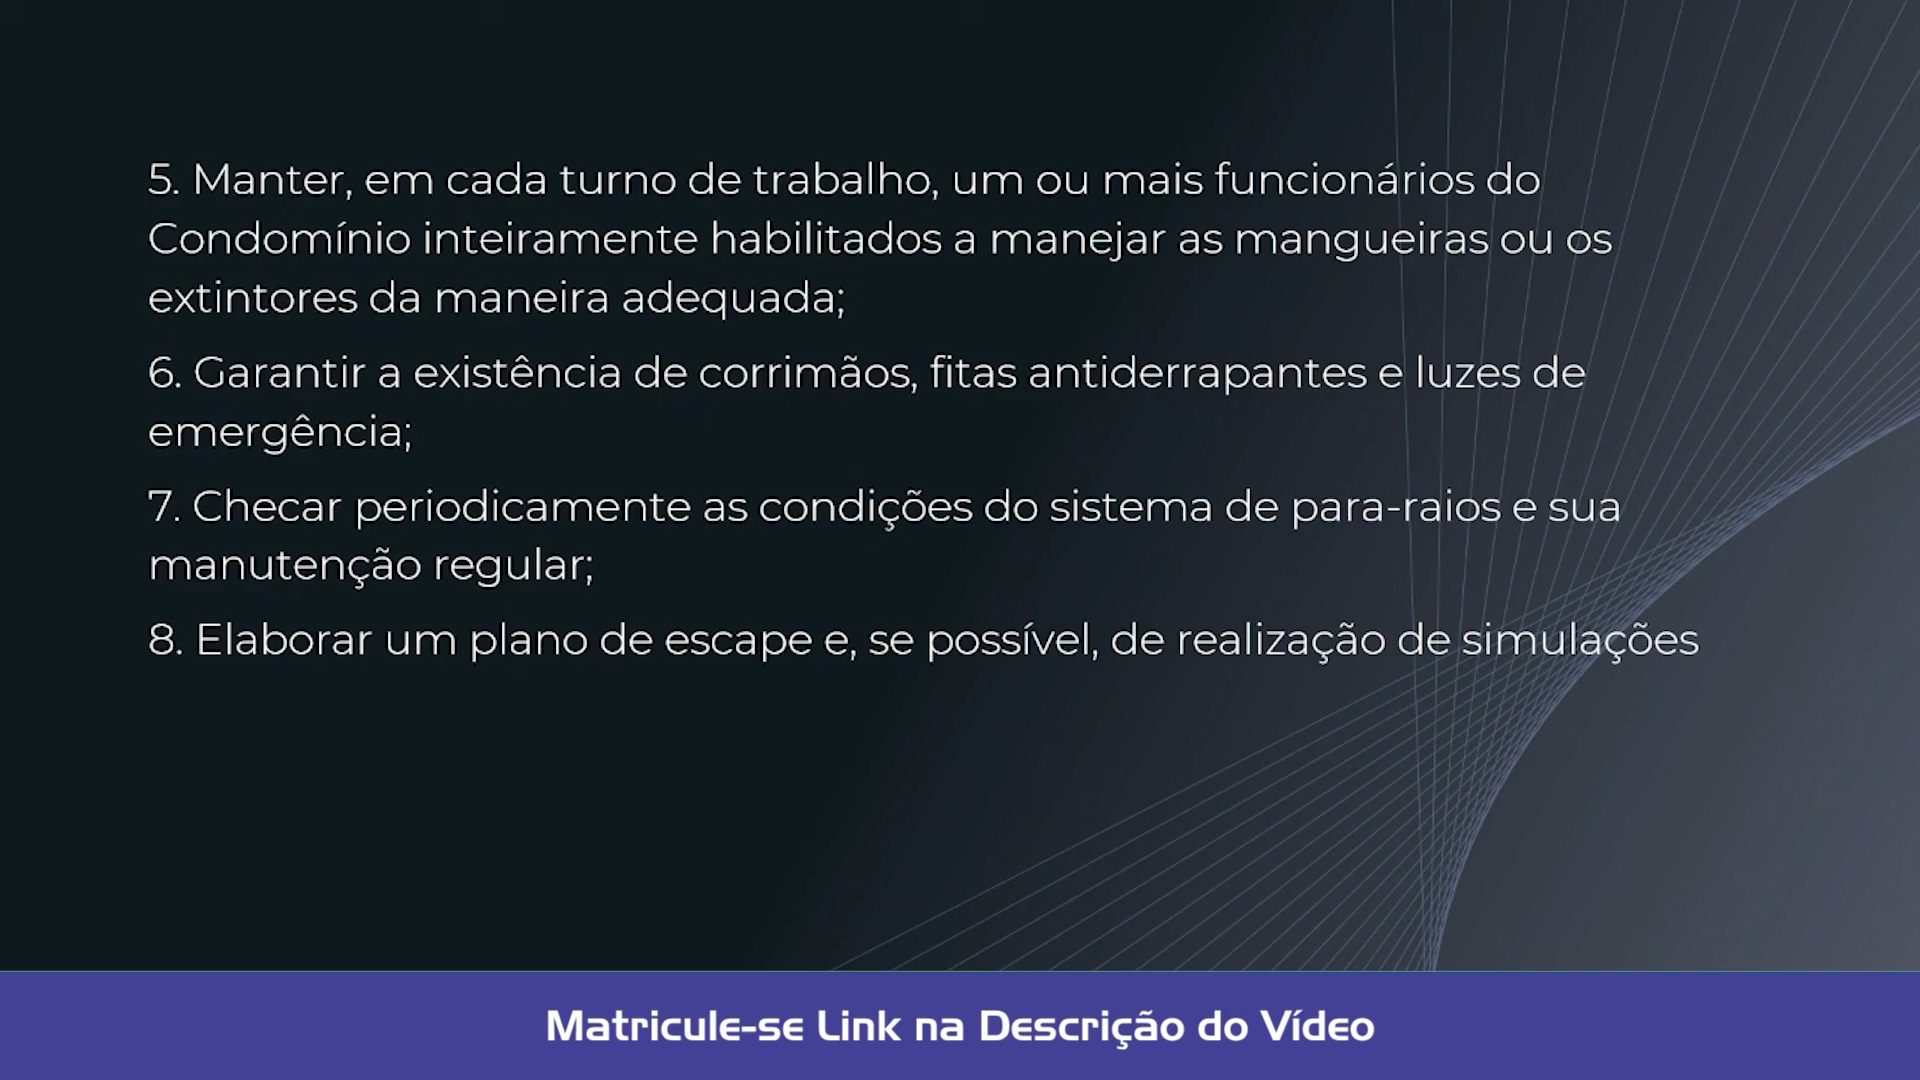 5. Manter, em cada turno de trabalho, um ou mais funcionários do
Condomínio inteiramente habilitados a manejar as mangueiras ou os
extintores da maneira adequada;
6. Garantir a existência de corrimãos, fitas antiderrapantes e luzes de
emergência;
7. Checar periodicamente as condições do sistema de para-raios e sua
manutenção regular;
8. Elaborar um plano de escape e, se possível, de realização de simulações
Matricule-se Link na Descrição do Vídeo